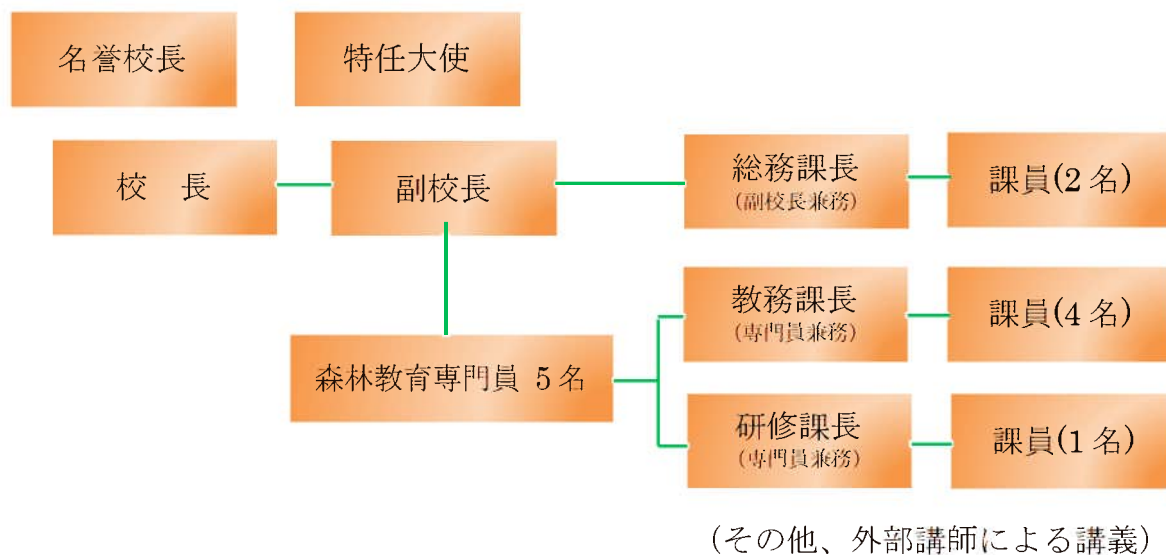 名誉校長
特任大使
校　長
副校長
総務課長
(副校長兼務)
課員(2 名)
教務課長
(専門員兼務)
課員(4 名)
森林教育専門員 5 名
研修課長
(専門員兼務)
課員(1 名)
(その他、外部講師による講義)